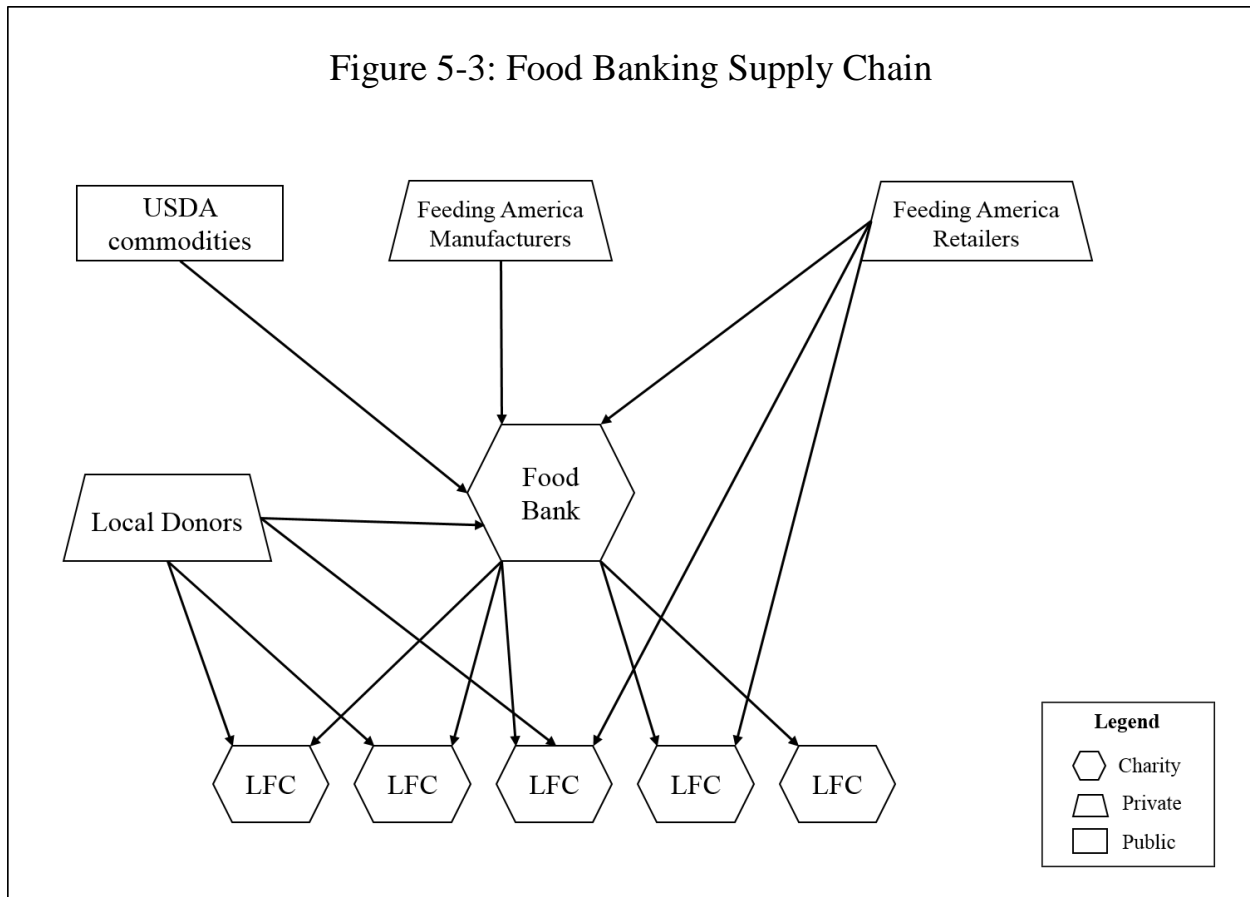 Figure 5-3: Food Banking Supply Chain
USDA
commodities
Feeding America
Manufacturers
Feeding America
Retailers
Food
Bank
Local Donors
LFC
LFC
LFC
LFC
LFC
Legend
Charity
Private
Public